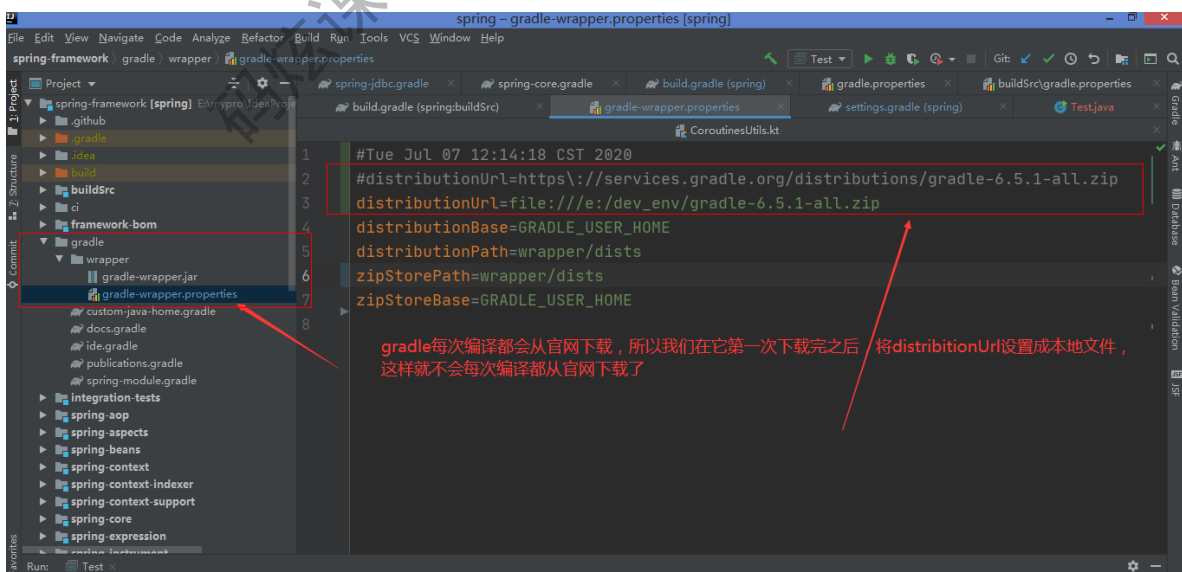 spring – gradle-wrapper.properties [spring]
File Edit View Navigate Code Analyze Refactor Build Run Tools VCS Window Help
spring-framework gradle wrapper gradle-wrapper.properties
Test Git:
Project
spring-jdbc.gradle spring-core.gradle build.gradle (spring) gradle.properties buildSrc\gradle.properties
spring-framework [spring] E:\mypro\IdeaProje
build.gradle (spring:buildSrc) gradle-wrapper.properties settings.gradle (spring) Test.java
.github
CoroutinesUtils.kt
.gradle
.idea
build
buildSrc
ci
framework-bom
gradle
wrapper
gradle-wrapper.jar
gradle-wrapper.properties
custom-java-home.gradle
docs.gradle
ide.gradle
publications.gradle
spring-module.gradle
integration-tests
spring-aop
spring-aspects
spring-beans
spring-context
spring-context-indexer
spring-context-support
spring-core
spring-expression
spring-instrument
1 #Tue Jul 07 12:14:18 CST 2020
2 #distributionUrl=https\://services.gradle.org/distributions/gradle-6.5.1-all.zip
3 distributionUrl=file:///e:/dev_env/gradle-6.5.1-all.zip
4 distributionBase=GRADLE_USER_HOME
5 distributionPath=wrapper/dists
6 zipStorePath=wrapper/dists
7 zipStoreBase=GRADLE_USER_HOME
8
gradle每次编译都会从官网下载，所以我们在它第一次下载完之后，将distribitionUrl设置成本地文件，
这样就不会每次编译都从官网下载了
1: Project
2: Structure
Commit
avorites
Gradle
Ant
Database
Bean Validation
JSF
JSF
Run: Test
码炫课